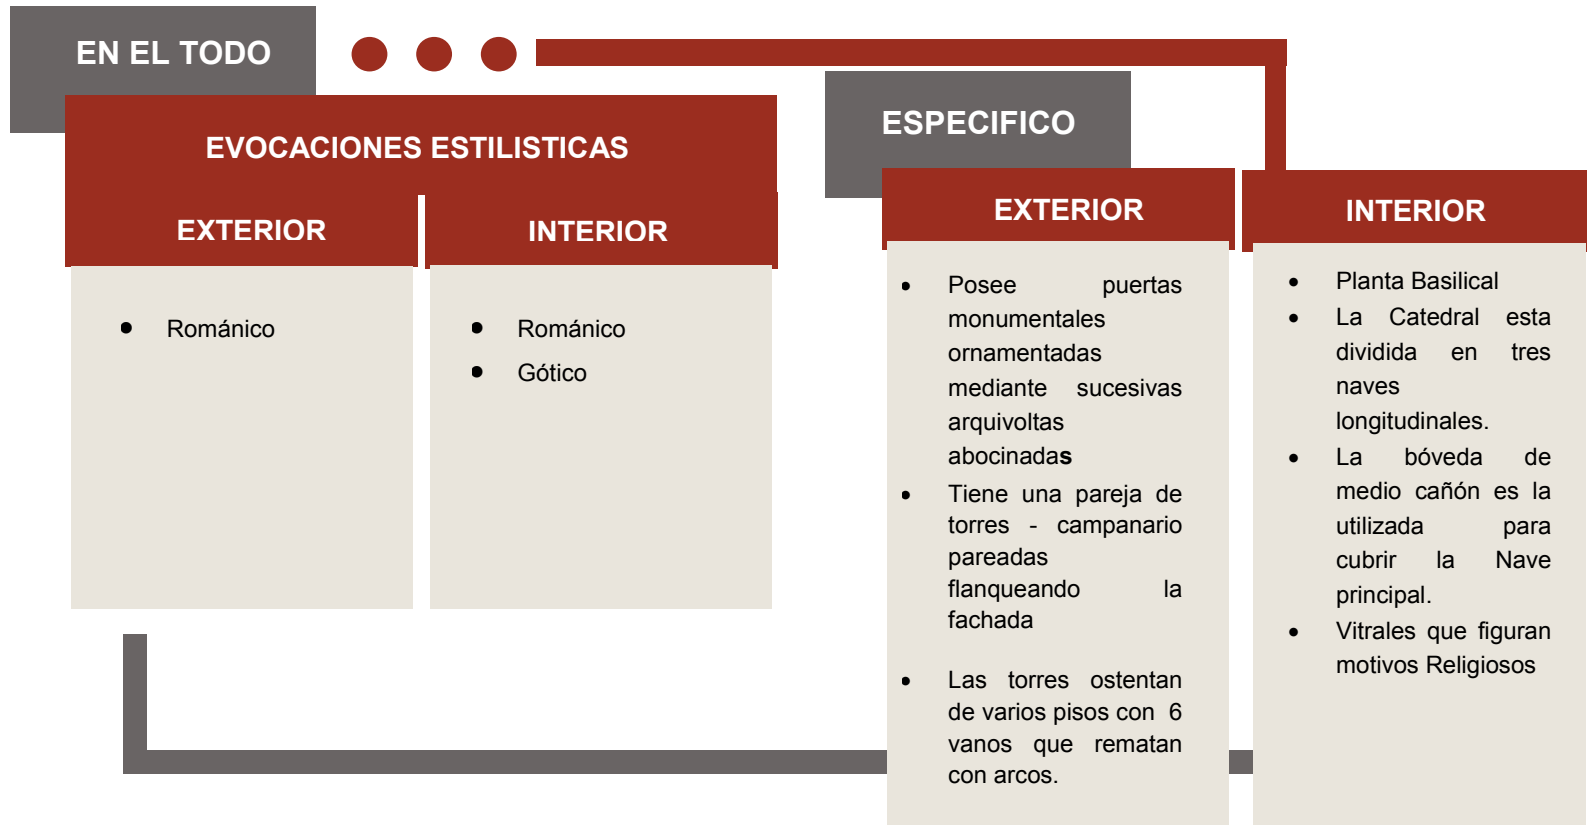 EN EL TODO
EVOCACIONES ESTILISTICAS
EXTERIOR
• Románico
INTERIOR
• Románico
• Gótico
ESPECIFICO
EXTERIOR
• Posee puertas
monumentales
ornamentadas
mediante sucesivas
arquivoltas
abocinadas
• Tiene una pareja de
torres - campanario
pareadas
flanqueando la
fachada
• Las torres ostentan
de varios pisos con 6
vanos que rematan
con arcos.
INTERIOR
• Planta Basilical
• La Catedral esta
dividida en tres
naves
longitudinales.
• La bóveda de
medio cañón es la
utilizada para
cubrir la Nave
principal.
• Vitrales que figuran
motivos Religiosos